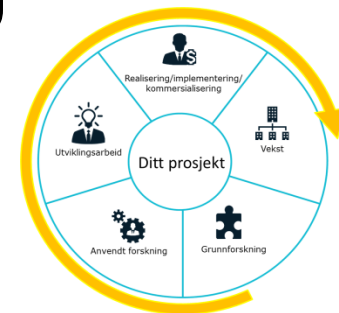 Realisering/implementering/
kommersialisering
Utviklingsarbeid
Vekst
Ditt prosjekt
Anvendt forskning
Grunnforskning